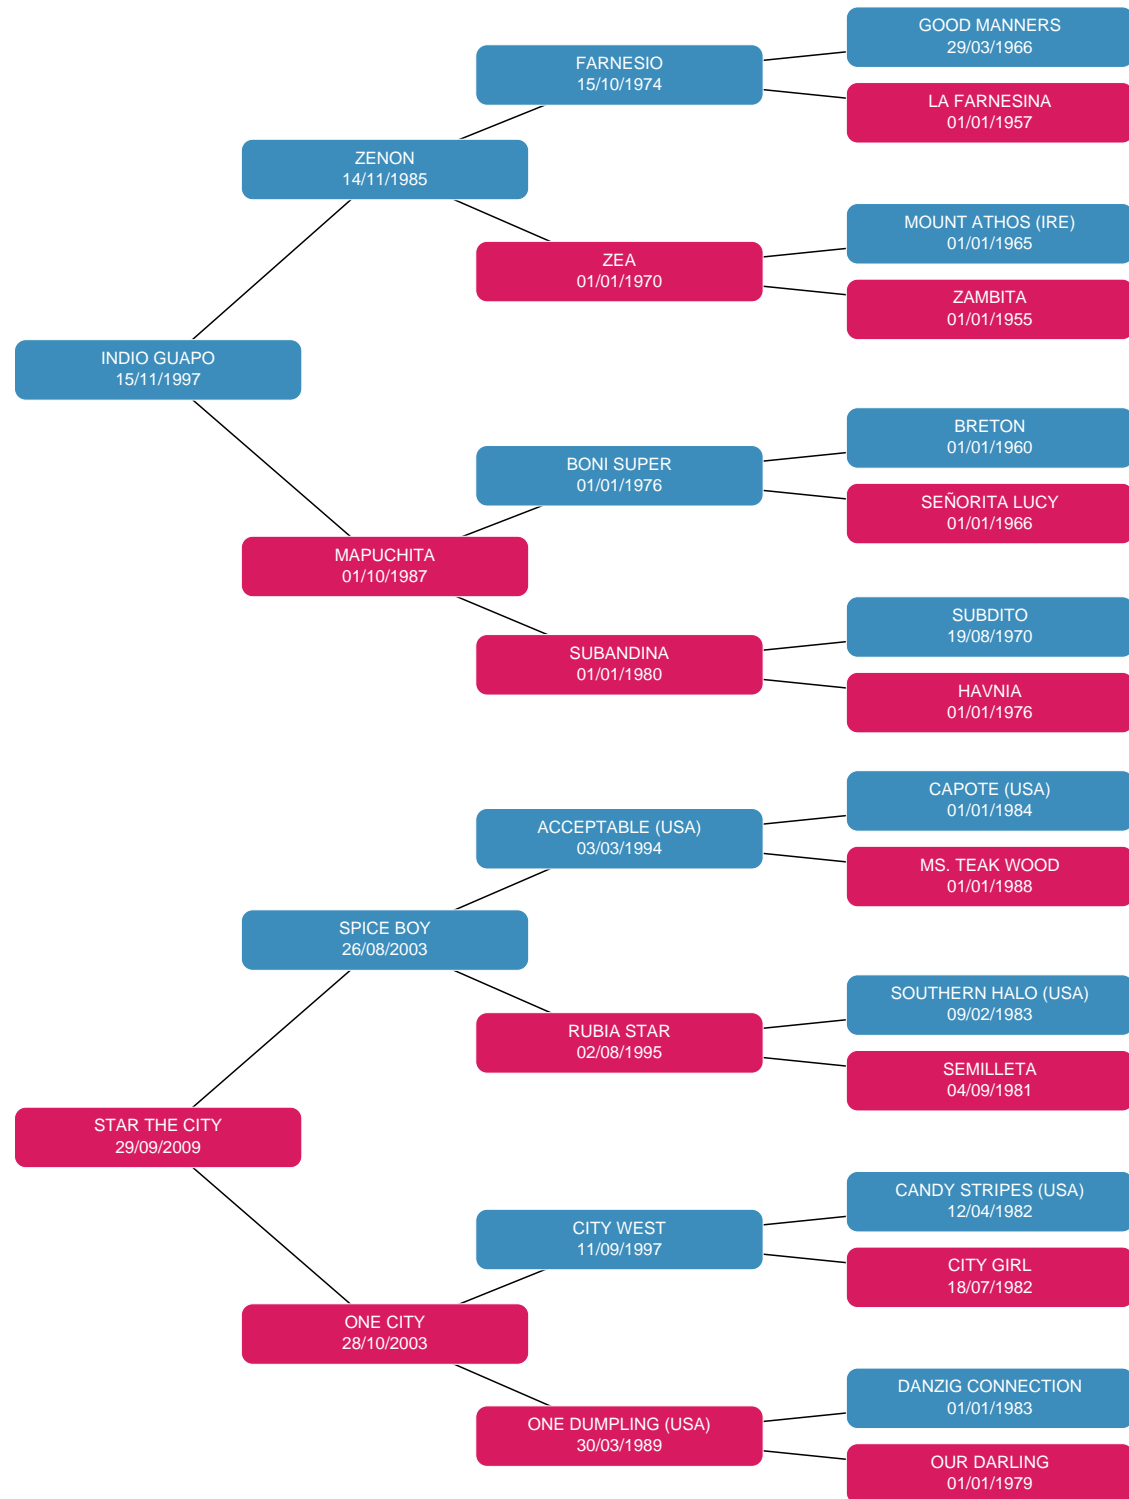 GOOD MANNERS
29/03/1966
FARNESIO
15/10/1974
LA FARNESINA
01/01/1957
ZENON
14/11/1985
MOUNT ATHOS (IRE)
01/01/1965
ZEA
01/01/1970
ZAMBITA
01/01/1955
INDIO GUAPO
15/11/1997
BRETON
01/01/1960
BONI SUPER
01/01/1976
SEÑORITA LUCY
01/01/1966
MAPUCHITA
01/10/1987
SUBDITO
19/08/1970
SUBANDINA
01/01/1980
HAVNIA
01/01/1976
CAPOTE (USA)
01/01/1984
ACCEPTABLE (USA)
03/03/1994
MS. TEAK WOOD
01/01/1988
SPICE BOY
26/08/2003
SOUTHERN HALO (USA)
09/02/1983
RUBIA STAR
02/08/1995
SEMILLETA
04/09/1981
STAR THE CITY
29/09/2009
CANDY STRIPES (USA)
12/04/1982
CITY WEST
11/09/1997
CITY GIRL
18/07/1982
ONE CITY
28/10/2003
DANZIG CONNECTION
01/01/1983
ONE DUMPLING (USA)
30/03/1989
OUR DARLING
01/01/1979